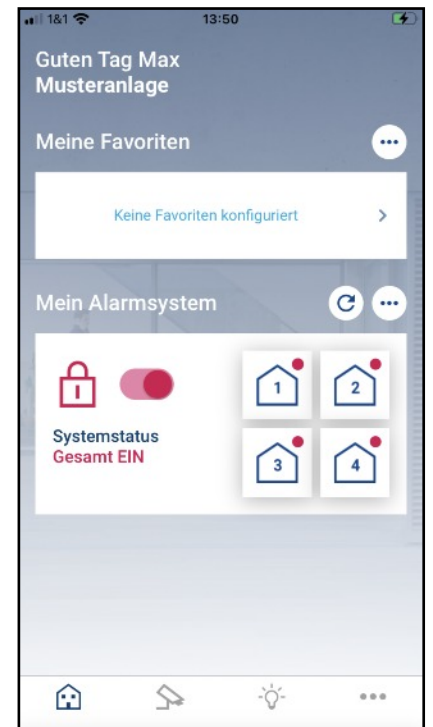 1&1 13:50
Guten Tag Max
Musteranlage
Meine Favoriten
Keine Favoriten konfiguriert
Mein Alarmsystem
1 2
Systemstatus
Gesamt EIN
3 4